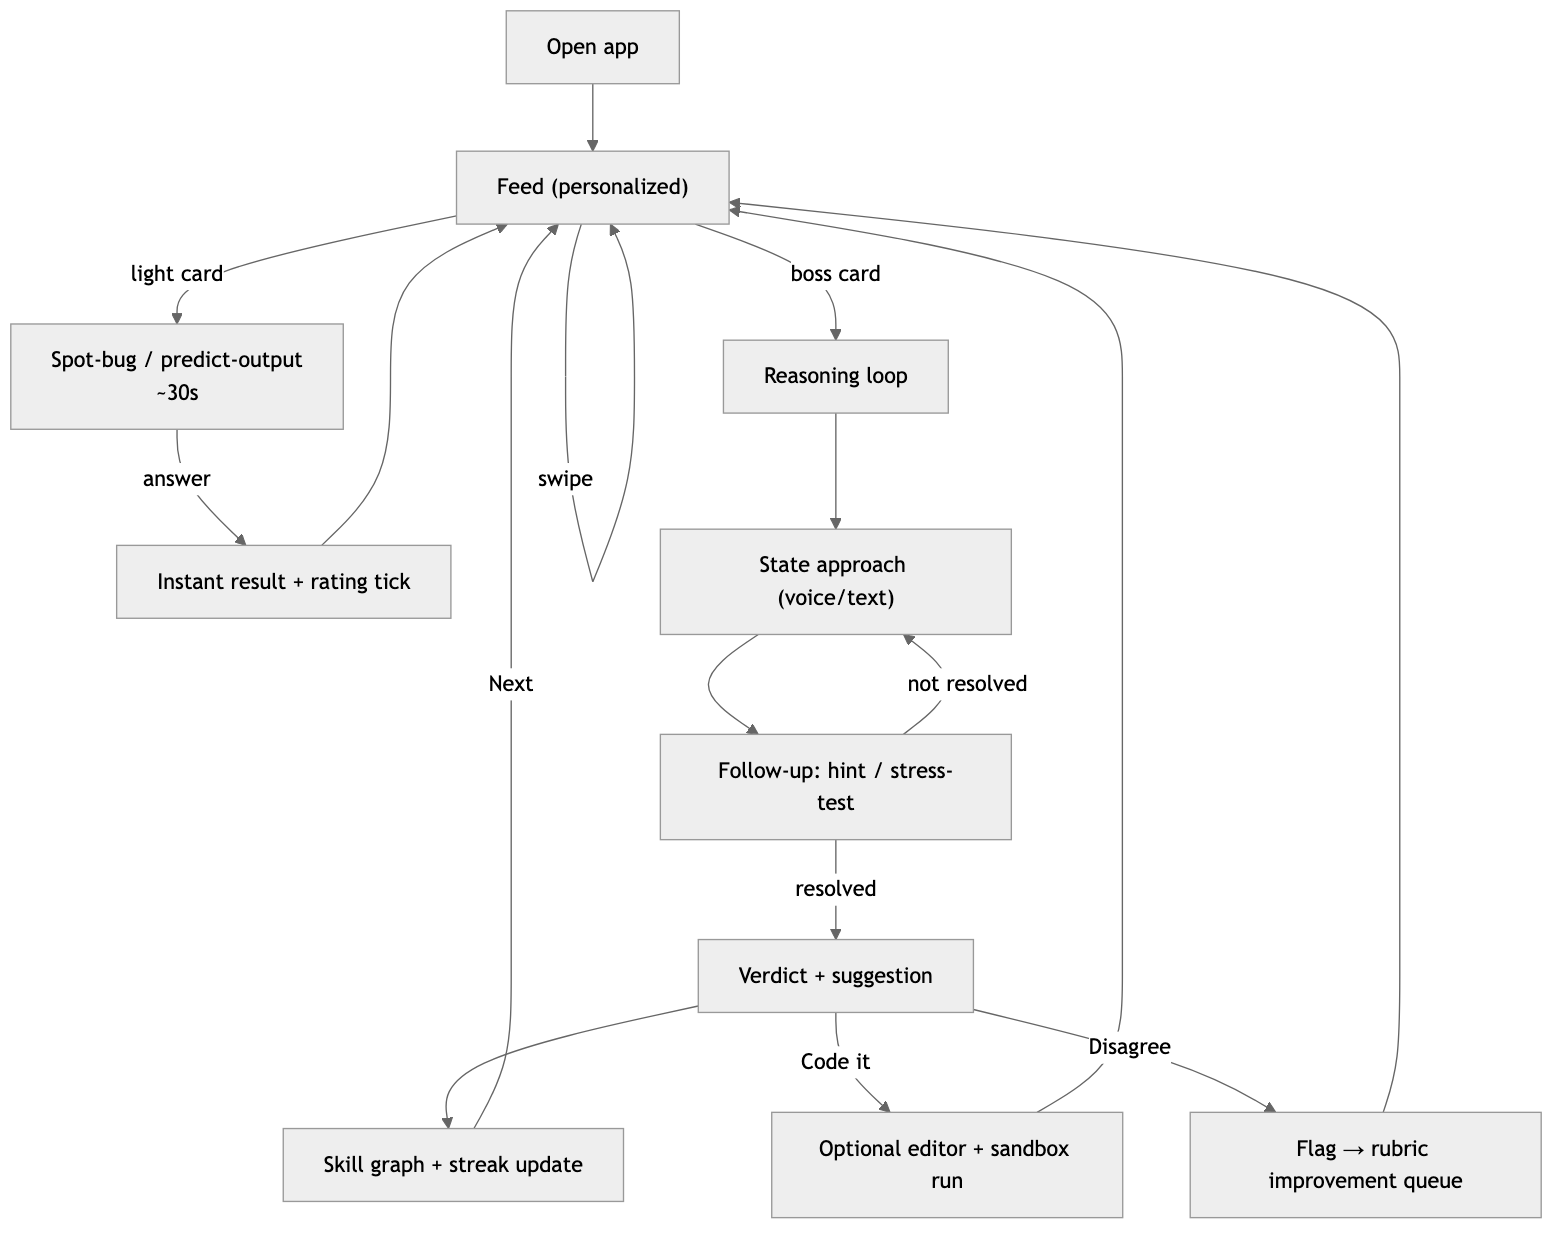 Open app
Feed (personalized)
light card
boss card
Spot-bug / predict-output
~30s
Reasoning loop
answer
swipe
State approach
(voice/text)
Instant result + rating tick
Next
not resolved
Follow-up: hint / stress-
test
resolved
Verdict + suggestion
Code it
Disagree
Skill graph + streak update
Optional editor + sandbox
run
Flag → rubric
improvement queue